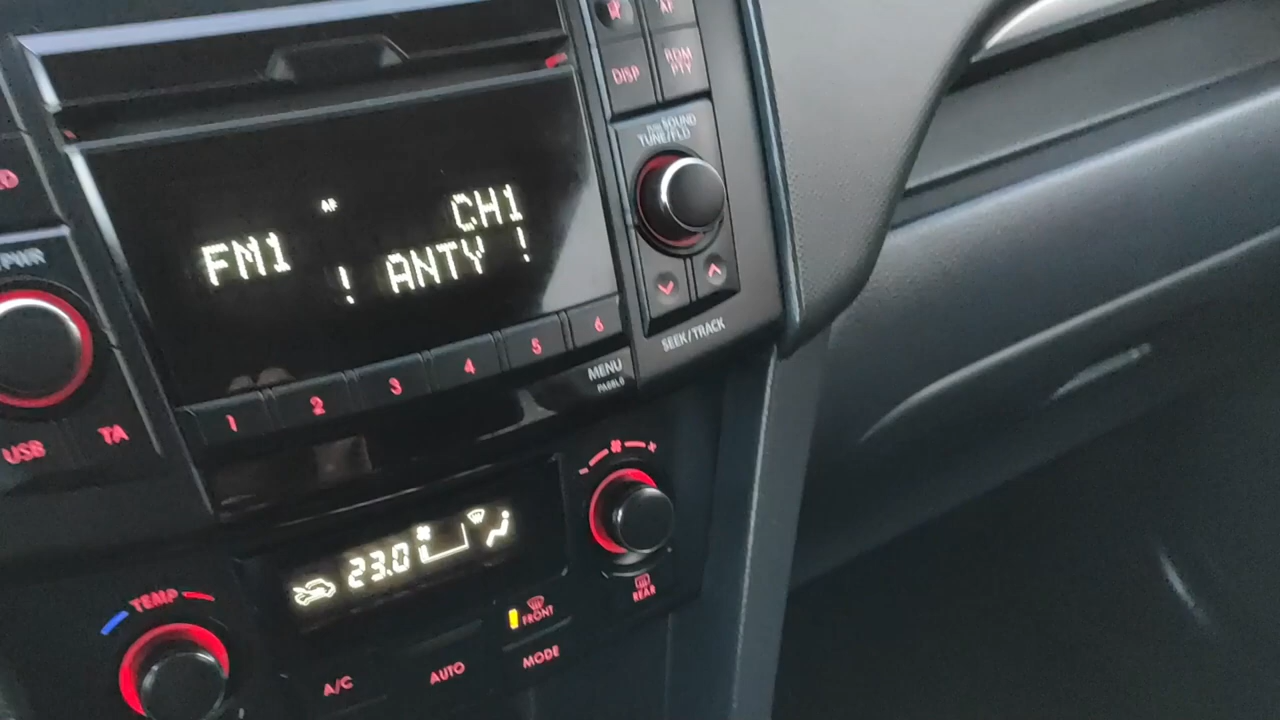 AF
DISP
RDM
PTY
SOUND
TUNE/FLD
AF
CH1
FM1
! ANTY !
PWR
1 2 3 4 5 6
SEEK/TRACK
MENU
USB
TA
23.0
TEMP
REAR
FRONT
A/C
AUTO
MODE